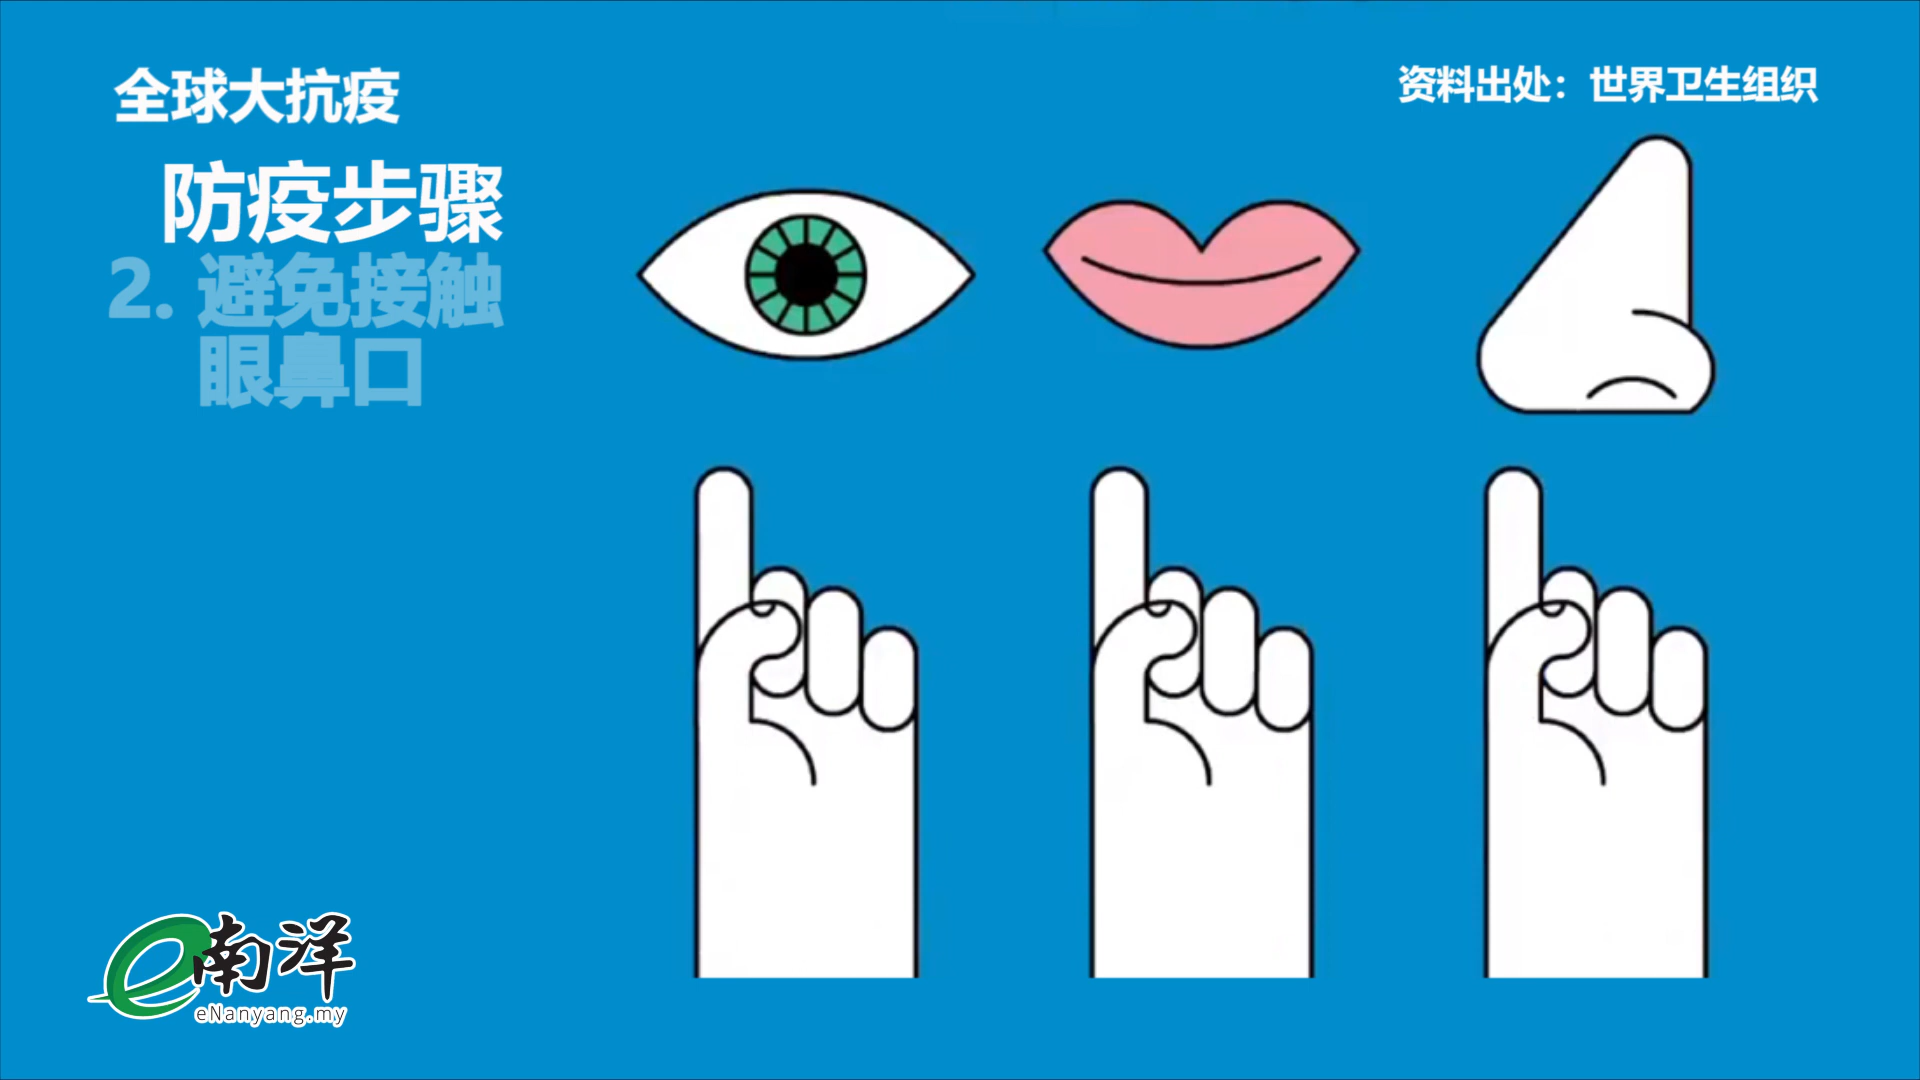 全球大抗疫
资料出处：世界卫生组织
防疫步骤
2. 避免接触
眼鼻口
e南洋
eNanyang.my